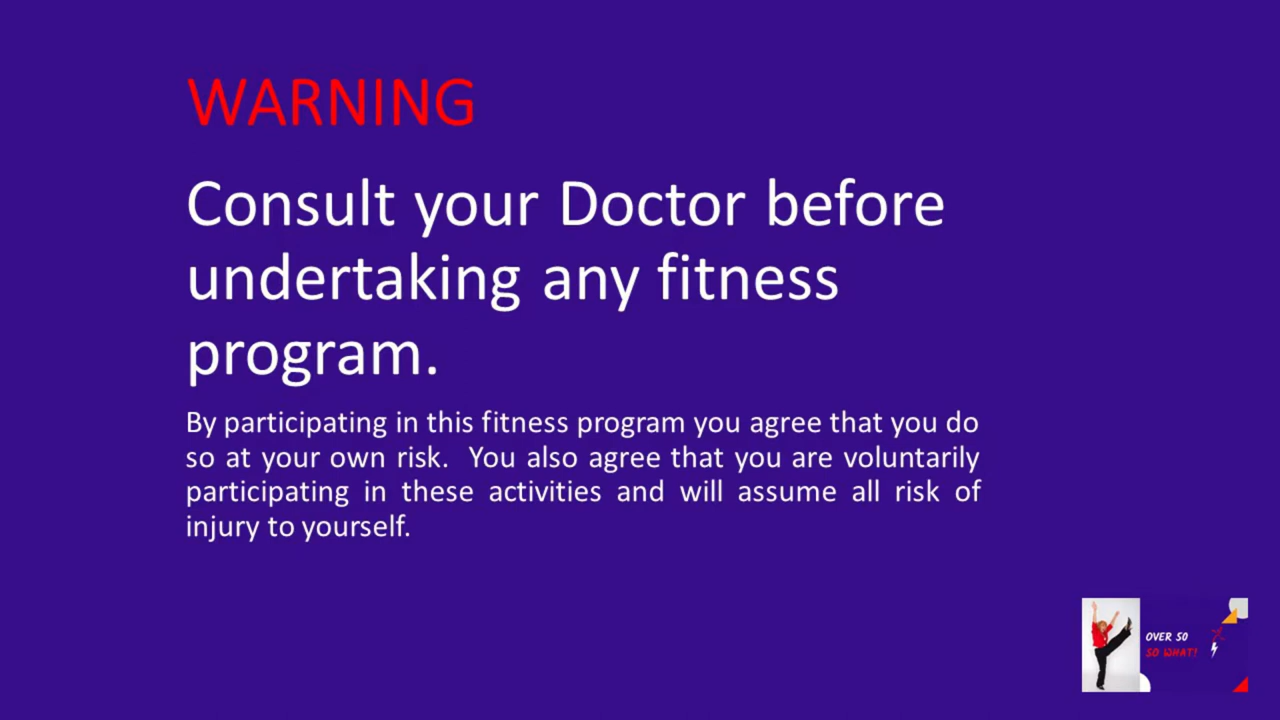 WARNING
Consult your Doctor before
undertaking any fitness
program.
By participating in this fitness program you agree that you do
so at your own risk.  You also agree that you are voluntarily
participating in these activities and will assume all risk of
injury to yourself.
OVER SO
SO WHAT!